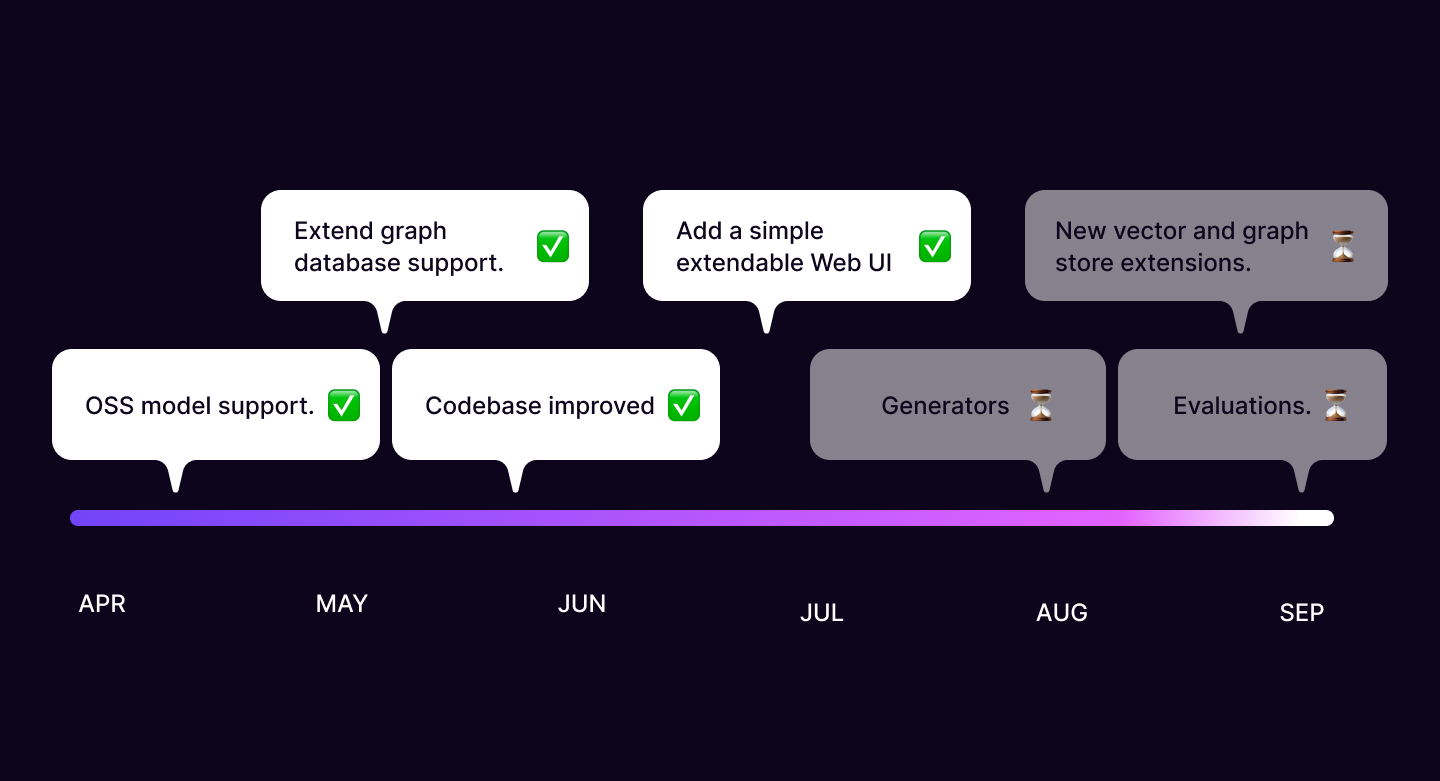 Extend graph
database support.
Add a simple
extendable Web UI
New vector and graph
store extensions.
OSS model support.
Codebase improved
Generators
Evaluations.
APR
MAY
JUN
JUL
AUG
SEP